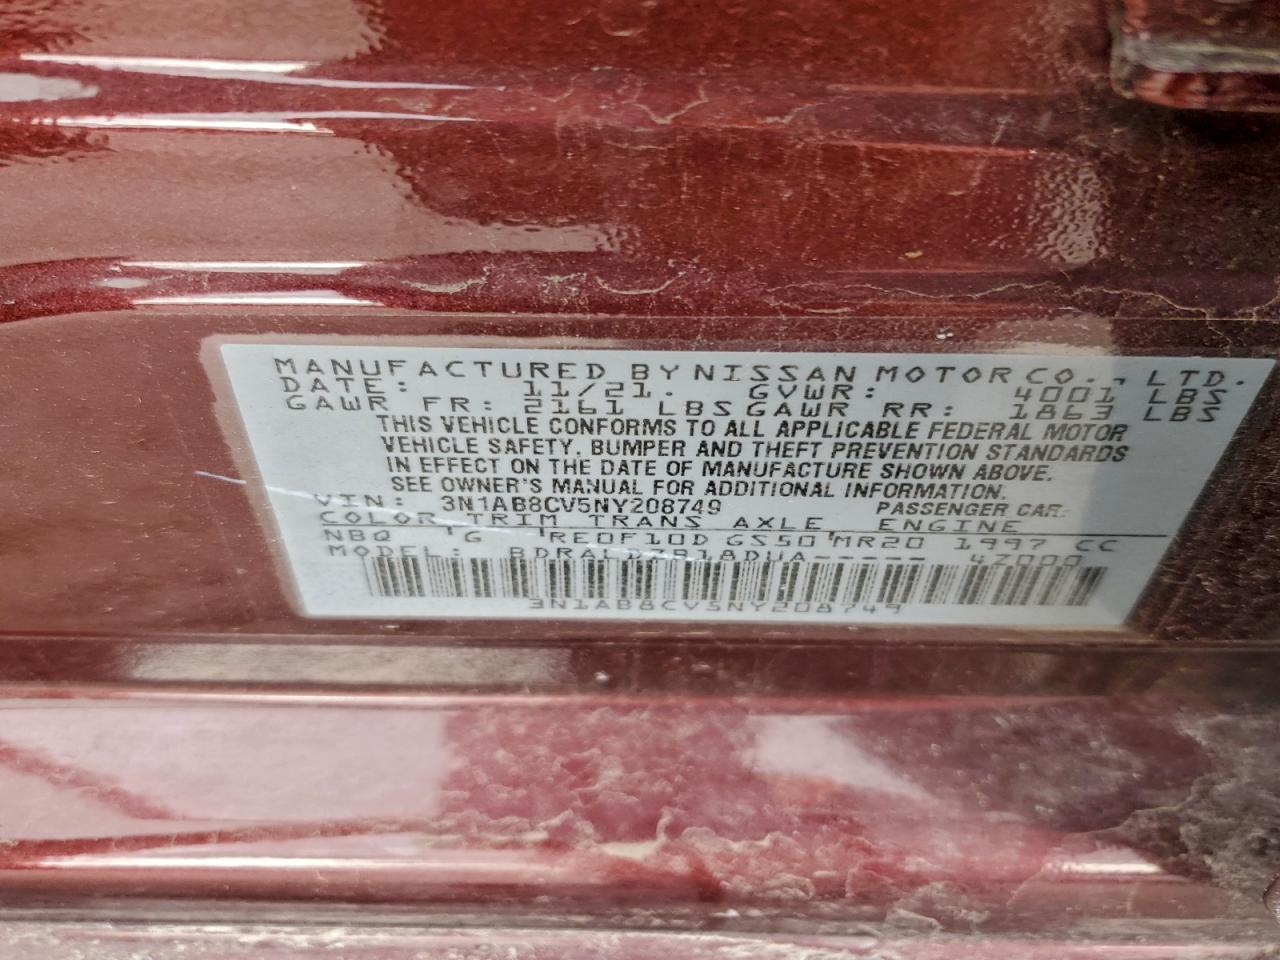 MANUFACTURED BY NISSAN MOTOR CO., LTD.
DATE: 11/21. GVWR: 4001 LBS
GAWR FR: 2161 LBS GAWR RR: 1863 LBS
THIS VEHICLE CONFORMS TO ALL APPLICABLE FEDERAL MOTOR
VEHICLE SAFETY, BUMPER AND THEFT PREVENTION STANDARDS
IN EFFECT ON THE DATE OF MANUFACTURE SHOWN ABOVE.
SEE OWNER'S MANUAL FOR ADDITIONAL INFORMATION.
VIN: 3N1AB8CV5NY208749 PASSENGER CAR
COLOR TRIM TRANS AXLE ENGINE
NBQ G RE0F10D GS50 MR20 1997 CC
MODEL: 
3N1AB8CV5NY208749